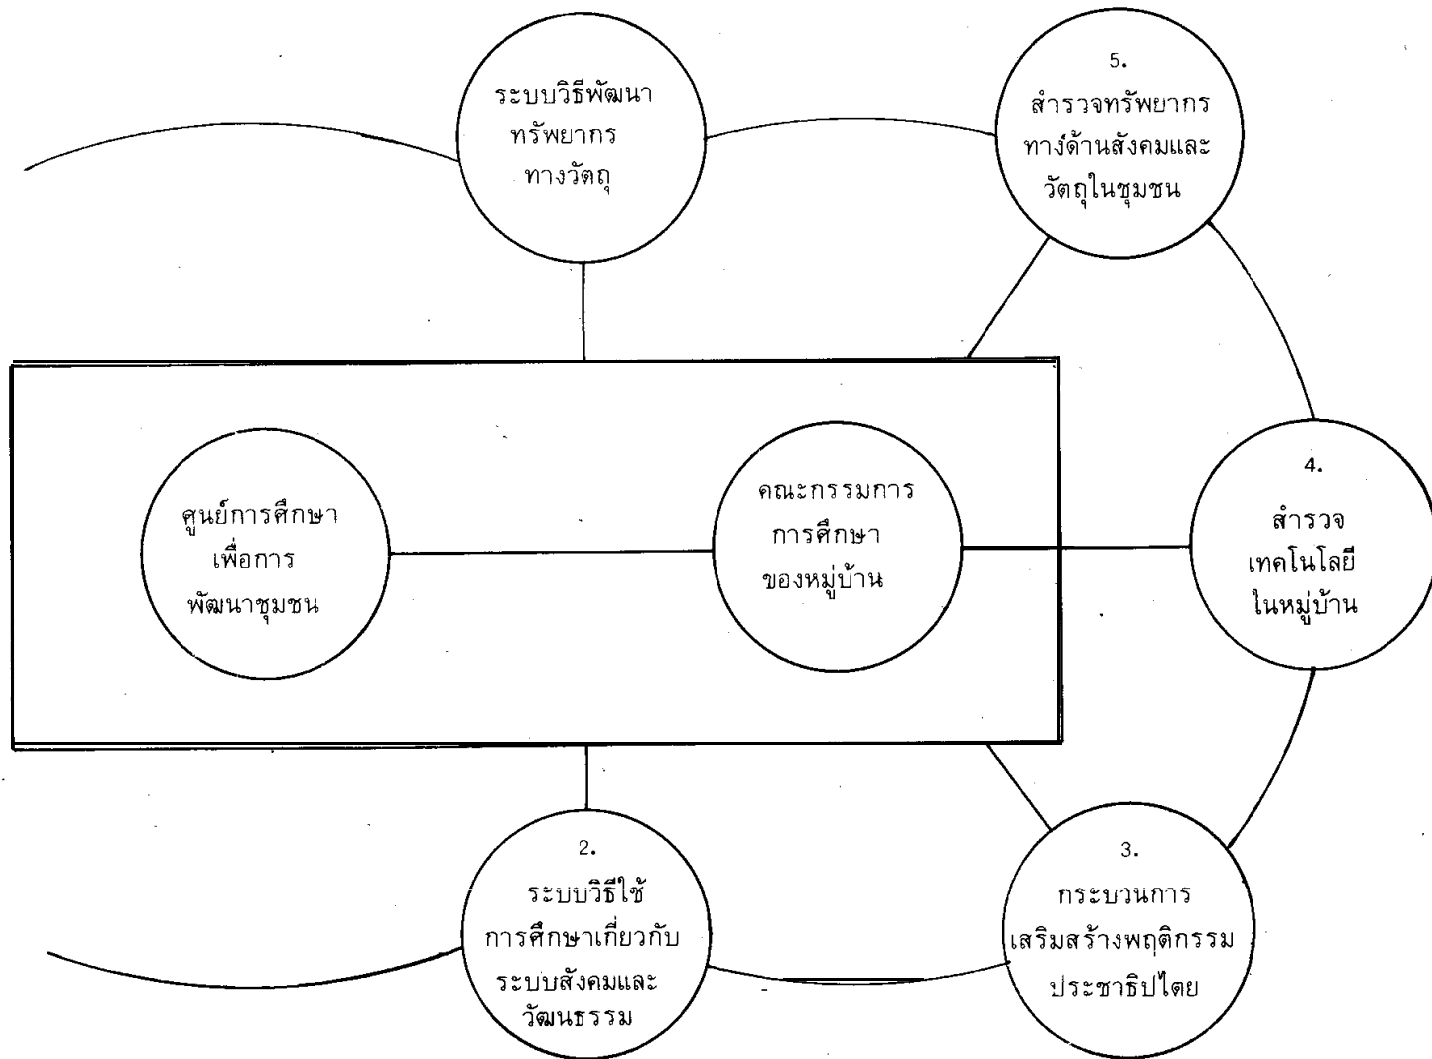 ระบบวิธีพัฒนา
ทรัพยากร
ทางวัตถุ
5.
สำรวจทรัพยากร
ทางด้านสังคมและ
วัตถุในชุมชน
ศูนย์การศึกษา
เพื่อการ
พัฒนาชุมชน
คณะกรรมการ
การศึกษา
ของหมู่บ้าน
4.
สำรวจ
เทคโนโลยี
ในหมู่บ้าน
2.
ระบบวิธีใช้
การศึกษาเกี่ยวกับ
ระบบสังคมและ
วัฒนธรรม
3.
กระบวนการ
เสริมสร้างพฤติกรรม
ประชาธิปไตย